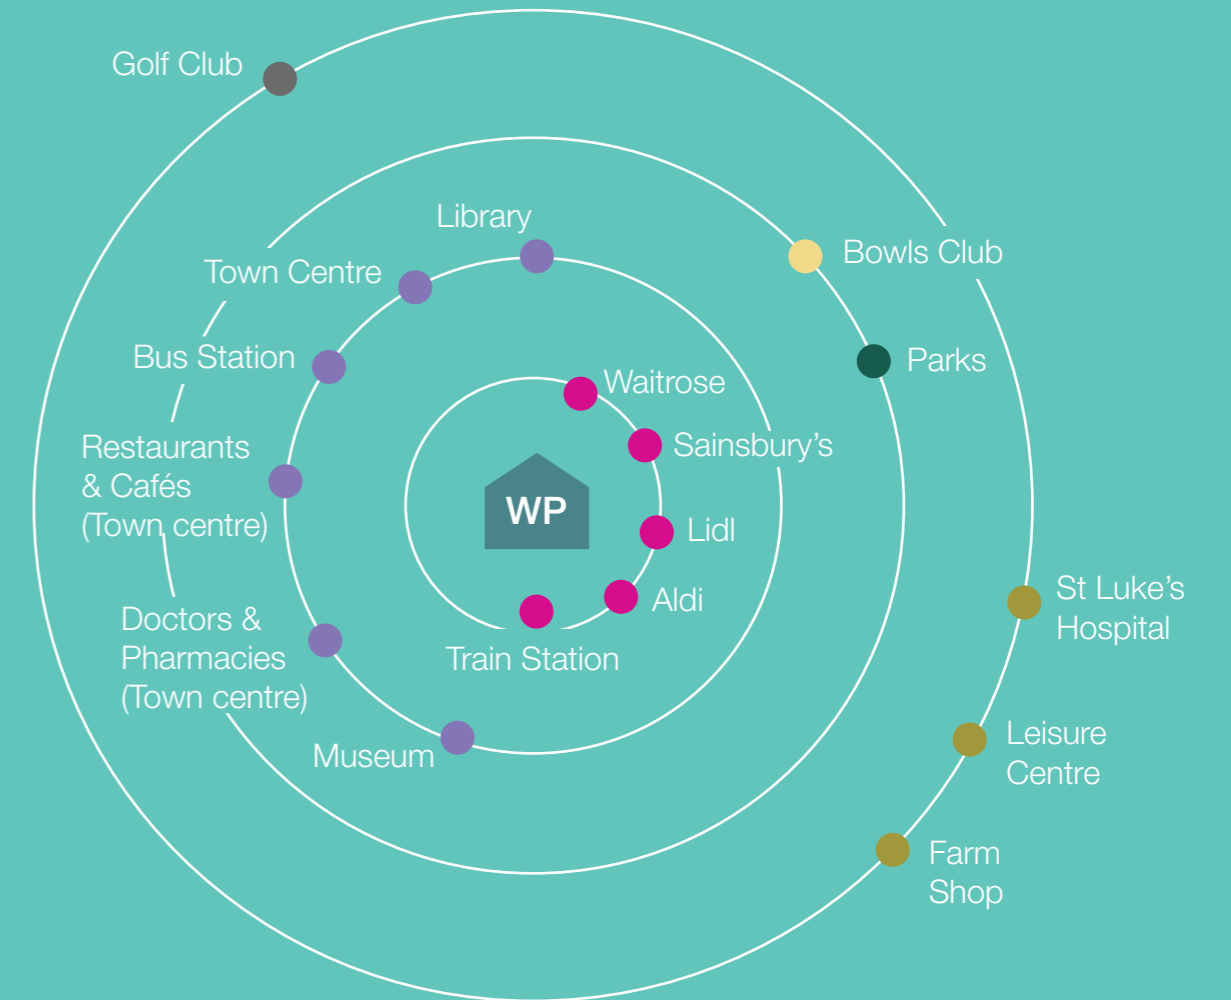 Golf Club
Library
Bowls Club
Town Centre
Bus Station
Parks
Waitrose
Restaurants
& Cafés
(Town centre)
Sainsbury’s
WP
Lidl
Aldi
St Luke’s
Hospital
Doctors &
Pharmacies
(Town centre)
Train Station
Museum
Leisure
Centre
Farm
Shop